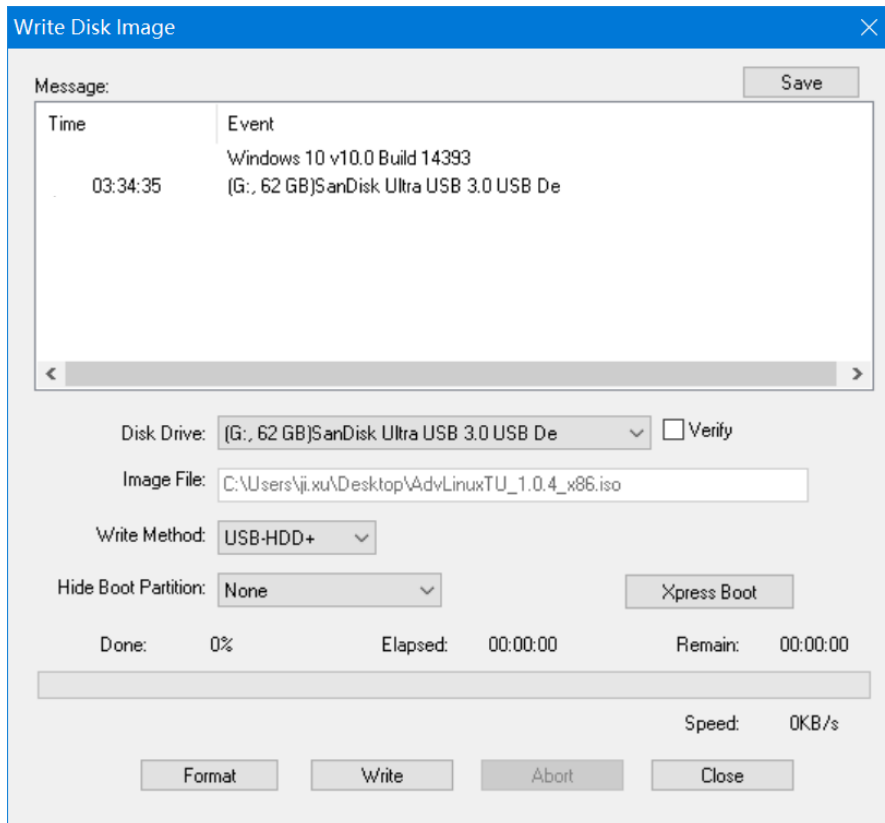 Write Disk Image
Message:
Save
Time Event
Windows 10 v10.0 Build 14393
03:34:35 (G:, 62 GB)SanDisk Ultra USB 3.0 USB De
Disk Drive: (G:, 62 GB)SanDisk Ultra USB 3.0 USB De Verify
Image File: C:\Users\ji.xu\Desktop\AdvLinuxTU_1.0.4_x86.iso
Write Method: USB-HDD+
Hide Boot Partition: None Xpress Boot
Done: 0% Elapsed: 00:00:00 Remain: 00:00:00
Speed: 0KB/s
Format Write Abort Close